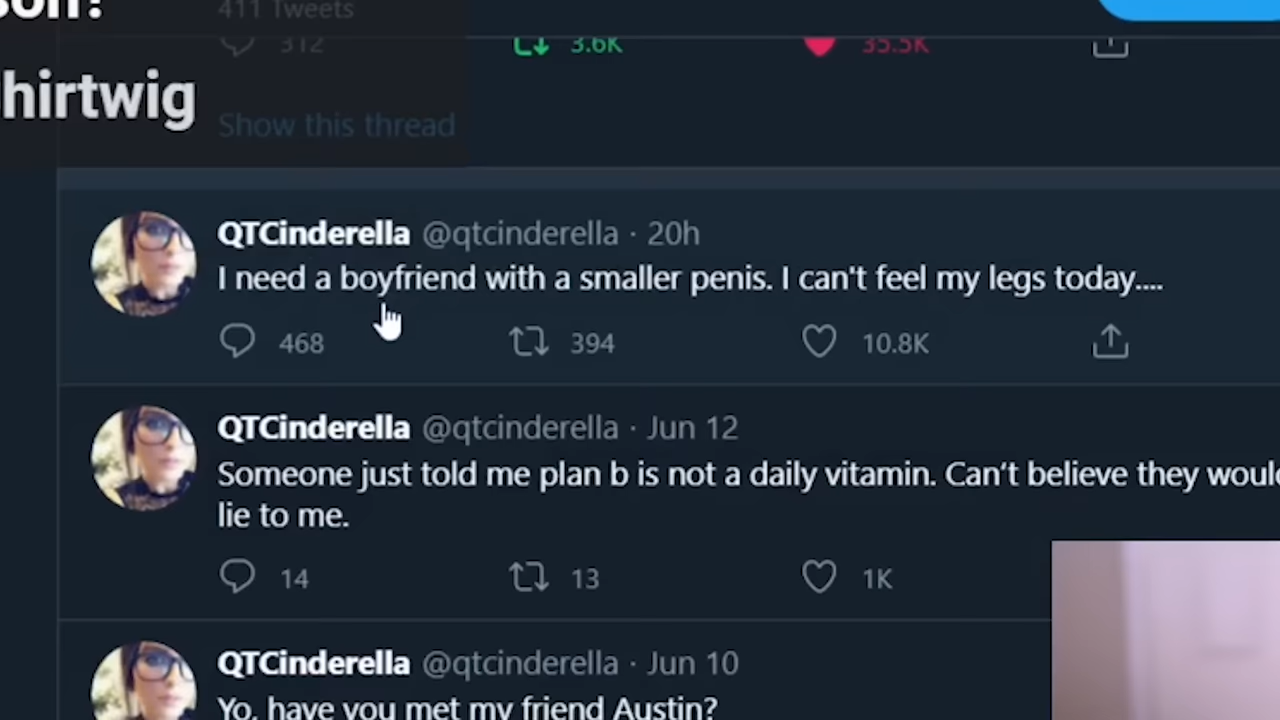 son?
411 Tweets
312 3.6K 35.5K
hirtwig
Show this thread
QTCinderella @qtcinderella · 20h
I need a boyfriend with a smaller penis. I can't feel my legs today....
468 394 10.8K
QTCinderella @qtcinderella · Jun 12
Someone just told me plan b is not a daily vitamin. Can't believe they would
lie to me.
14 13 1K
QTCinderella @qtcinderella · Jun 10
Yo, have you met my friend Austin?